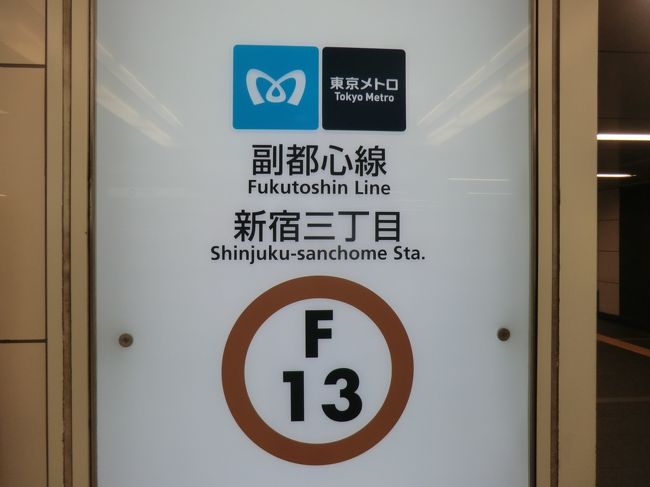 東京メトロ
Tokyo Metro
副都心線
Fukutoshin Line
新宿三丁目
Shinjuku-sanchome Sta.
F
13